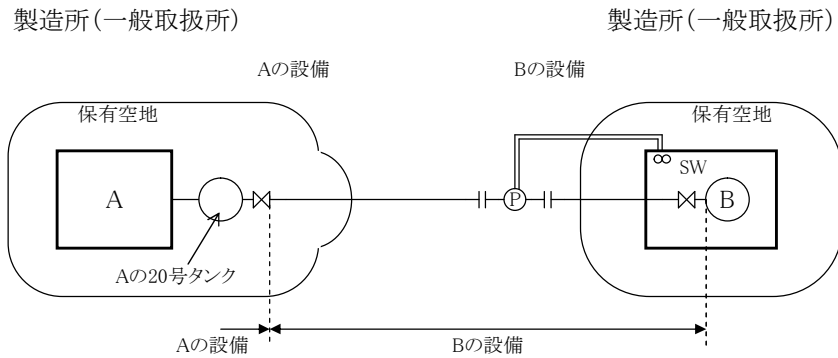 製造所(一般取扱所)
製造所(一般取扱所)
Aの設備
Bの設備
保有空地
保有空地
SW
A
P
B
Aの20号タンク
Aの設備
Bの設備